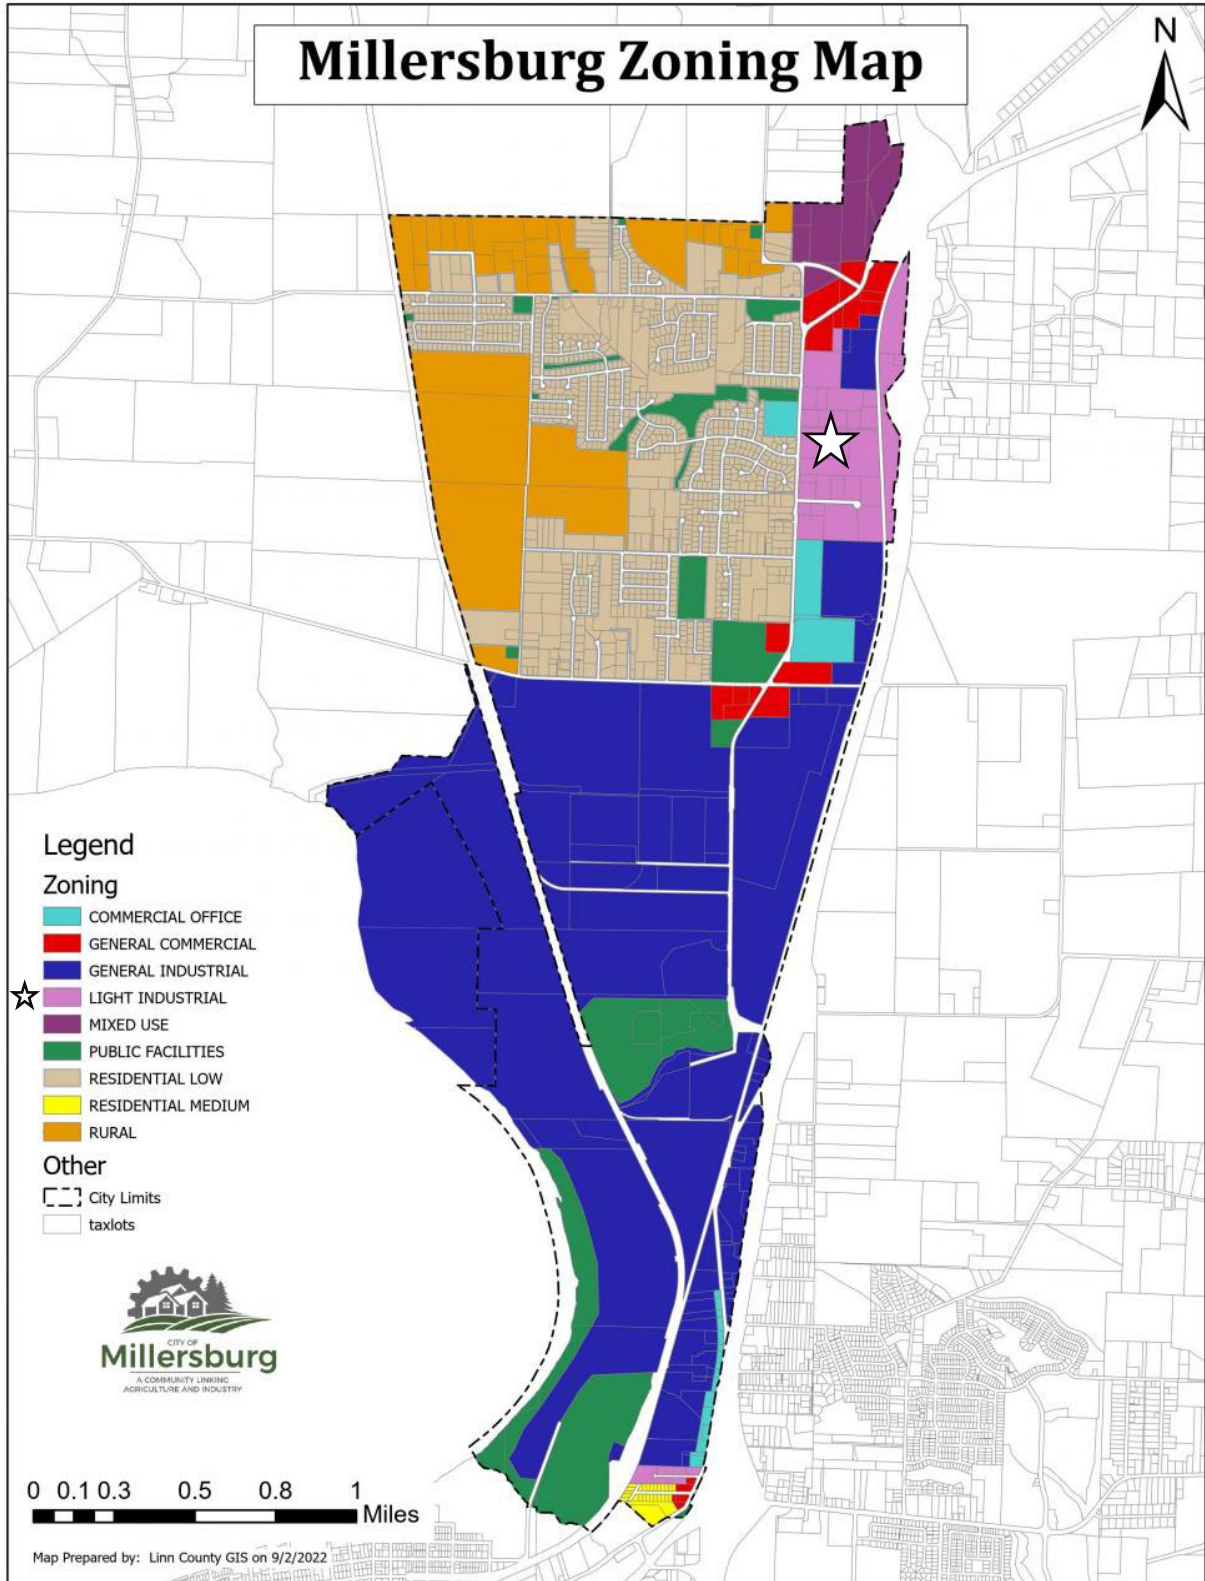 Millersburg Zoning Map
N
Legend
Zoning
COMMERCIAL OFFICE
GENERAL COMMERCIAL
GENERAL INDUSTRIAL
LIGHT INDUSTRIAL
MIXED USE
PUBLIC FACILITIES
RESIDENTIAL LOW
RESIDENTIAL MEDIUM
RURAL
Other
City Limits
taxlots
CITY OF
Millersburg
A COMMUNITY LINKING
AGRICULTURE AND INDUSTRY
0 0.1 0.3 0.5 0.8 1
Miles
Map Prepared by: Linn County GIS on 9/2/2022